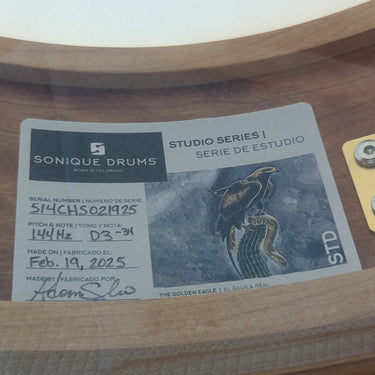 SONIQUE DRUMS
BORN IN COLORADO
STUDIO SERIES |
SERIE DE ESTUDIO
SERIAL NUMBER | NÚMERO DE SERIE:
514CHS021925
PITCH & NOTE | TONO Y NOTA:
144Hz D3 -34
MADE ON | FABRICADO EL:
Feb. 19, 2025
MADE BY | FABRICADO POR:
Adam
STD
THE GOLDEN EAGLE | EL ÁGUILA REAL